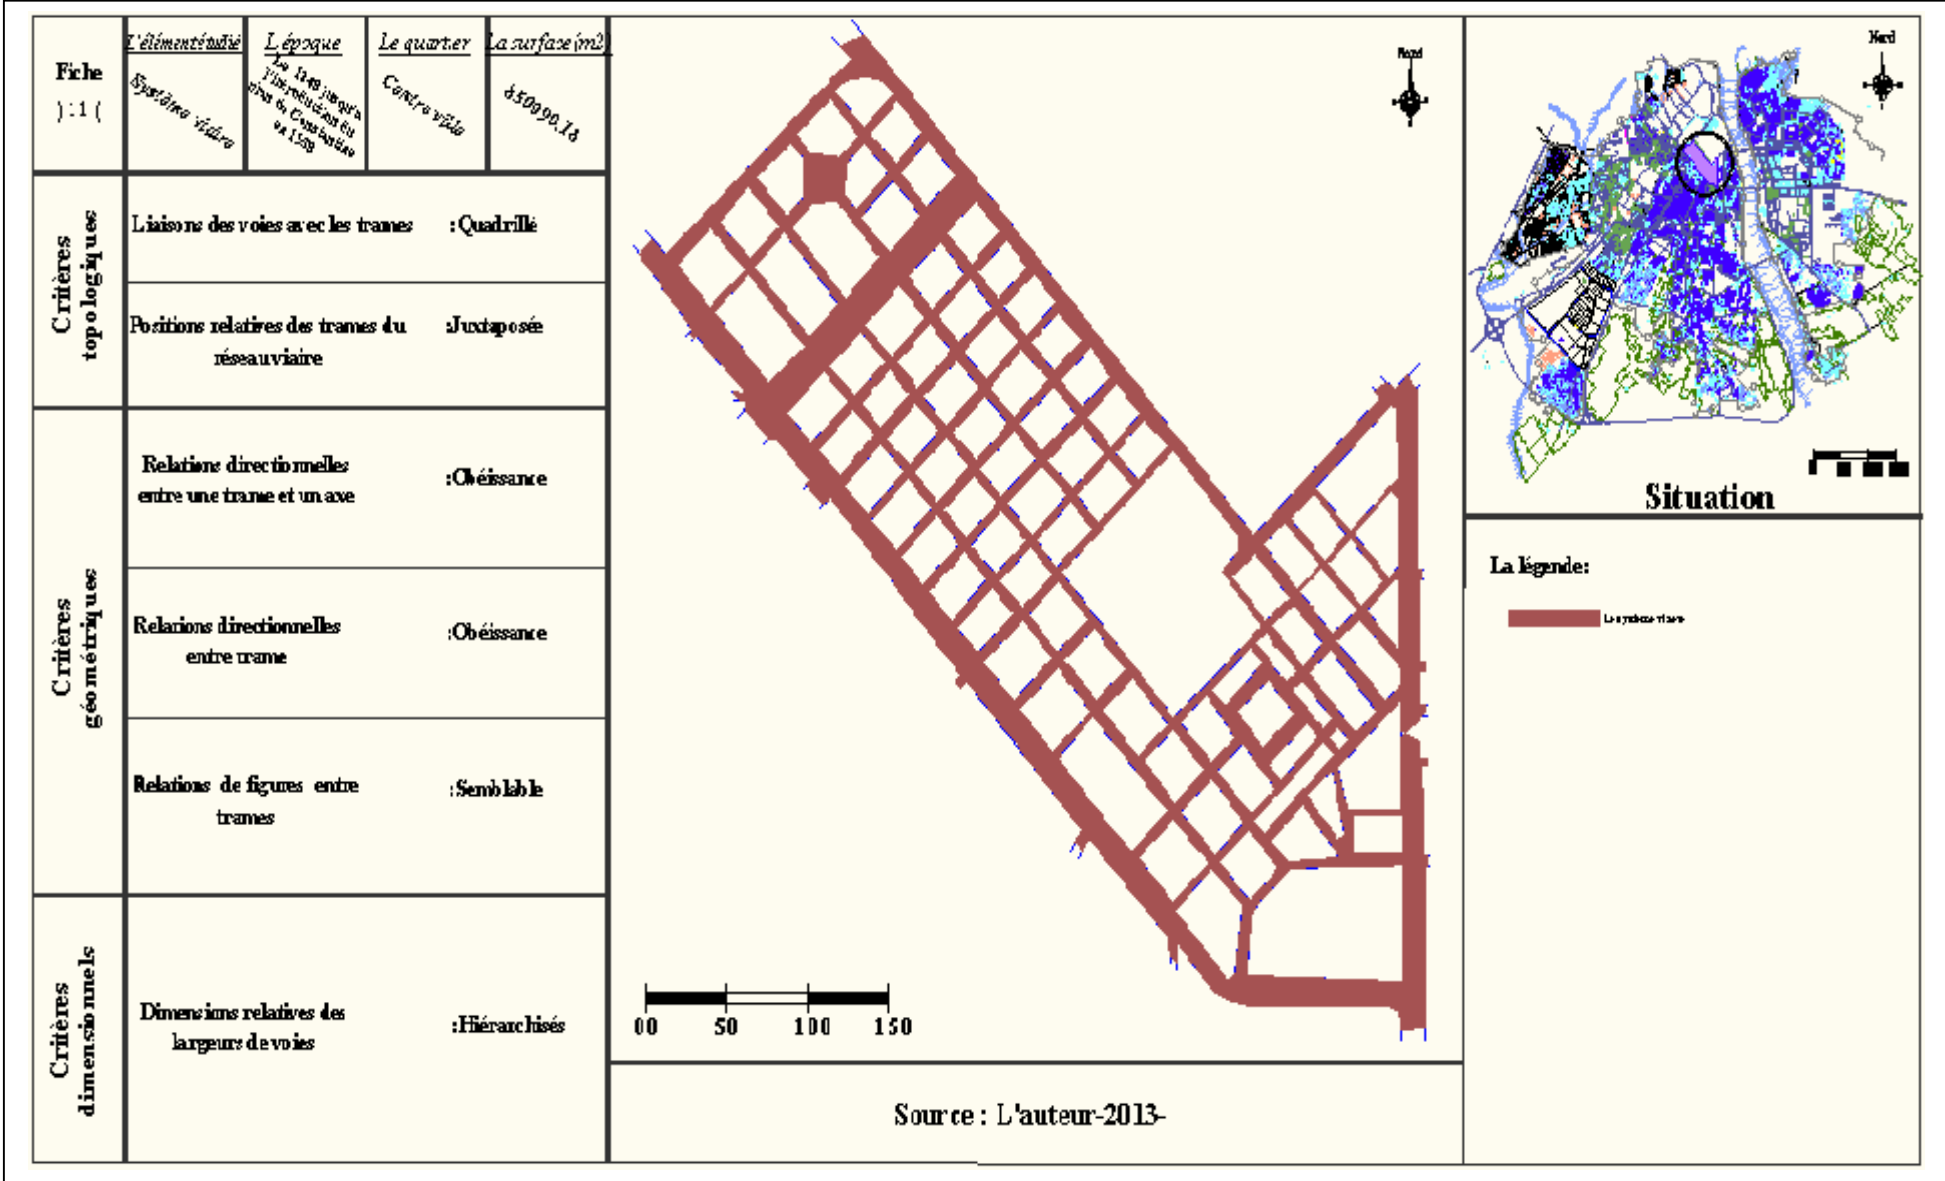 Fiche
) :1 (
L'élément étudié
L'époque
Le quartier
La surface (m2)
Système viaire
Centre ville
Critères
topologiques
Liaisons des voies avec les trames
:Quadrillé
Positions relatives des trames du
réseau viaire
:Juxtaposée
Critères
géométriques
Relations directionnelles
entre une trame et un axe
:Obéissance
Relations directionnelles
entre trame
:Obéissance
Relations de figures entre
trames
:Semblable
Critères
dimensionnels
Dimensions relatives des
largeurs de voies
:Hiérarchisés
Nord
00 50 100 150
Source : L'auteur-2013-
Nord
Situation
La légende: